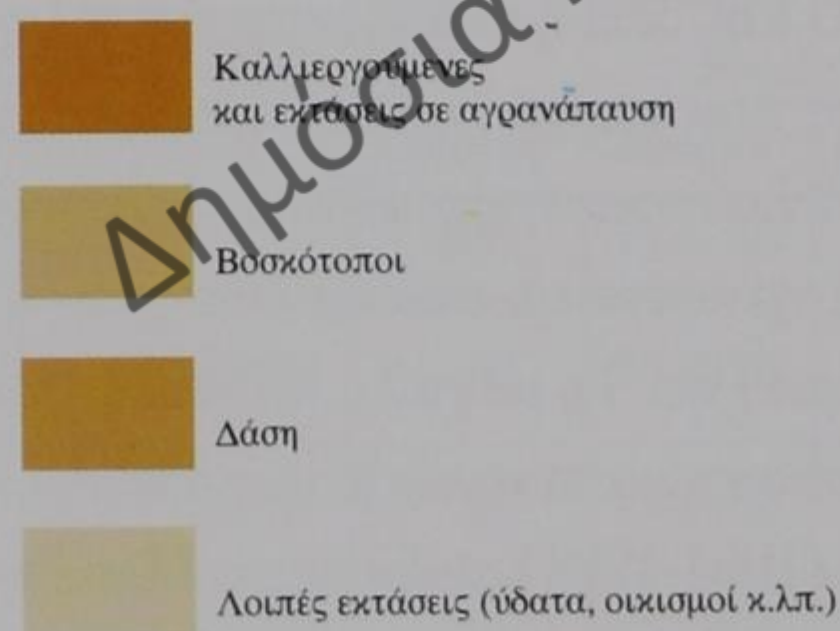 Καλλιεργούμενες
και εκτάσεις σε αγρανάπαυση
Βοσκότοποι
Δάση
Λοιπές εκτάσεις (ύδατα, οικισμοί κ.λπ.)
Δημόσια